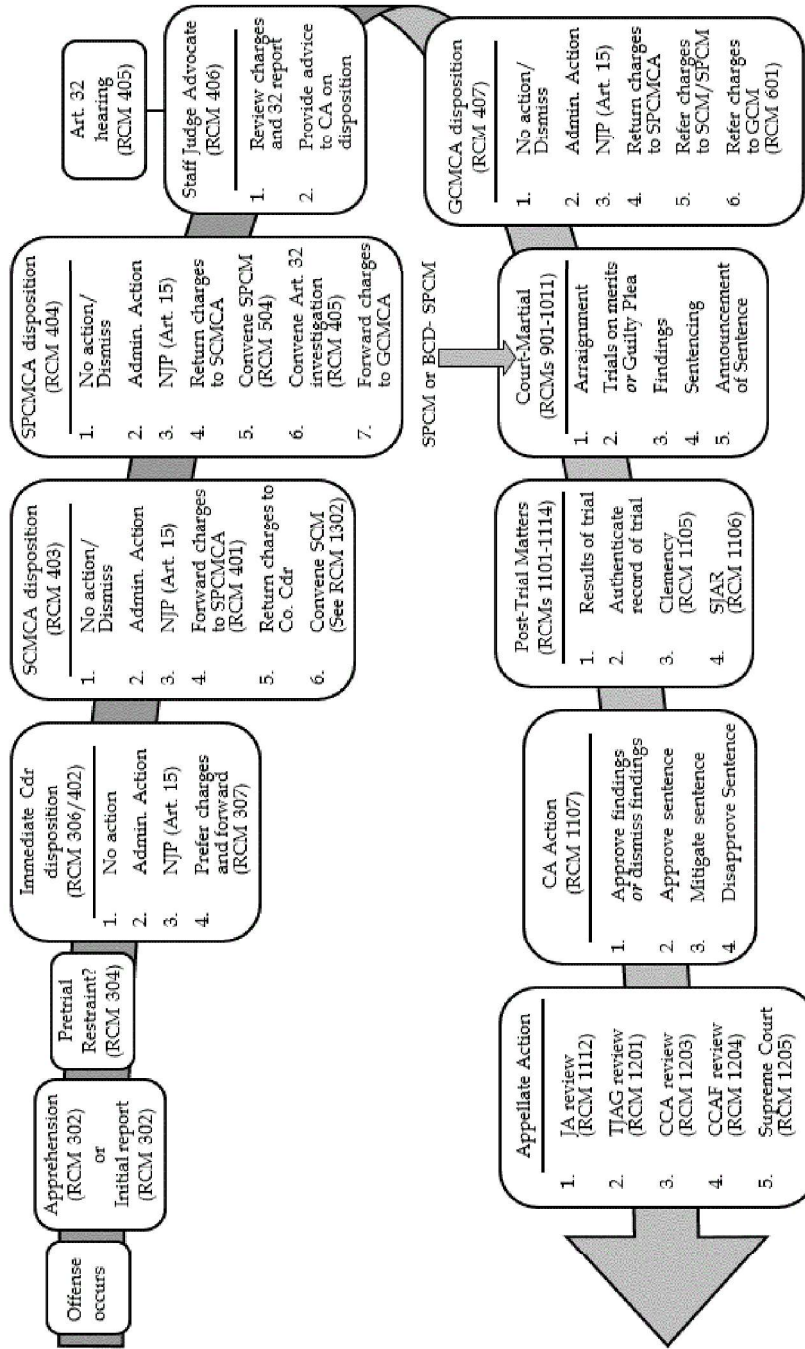 Offense
occurs
Apprehension
(RCM 302)
or
Initial report
(RCM 302)
Pretrial
Restraint?
(RCM 304)
Immediate Cdr
disposition
(RCM 306/402)
1. No action
2. Admin. Action
3. NJP (Art. 15)
4. Prefer charges
and forward
(RCM 307)
SCMCA disposition
(RCM 403)
1. No action/
Dismiss
2. Admin. Action
3. NJP (Art. 15)
4. Forward charges
to SPCMCA
(RCM 401)
5. Return charges to
Co. Cdr
6. Convene SCM
(See RCM 1302)
SPCMCA disposition
(RCM 404)
1. No action/
Dismiss
2. Admin. Action
3. NJP (Art. 15)
4. Return charges
to SCMCA
5. Convene SPCM
(RCM 504)
6. Convene Art. 32
investigation
(RCM 405)
7. Forward charges
to GCMCA
Art. 32
hearing
(RCM 405)
Staff Judge Advocate
(RCM 406)
1. Review charges
and 32 report
2. Provide advice
to CA on
disposition
GCMCA disposition
(RCM 407)
1. No action/
Dismiss
2. Admin. Action
3. NJP (Art. 15)
4. Return charges
to SPCMCA
5. Refer charges
to SCM/SPCM
6. Refer charges
to GCM
(RCM 601)
SPCM or BCD- SPCM
Court-Martial
(RCMs 901-1011)
1. Arraignment
2. Trials on merits
or Guilty Plea
3. Findings
4. Sentencing
5. Announcement
of Sentence
Post-Trial Matters
(RCMs 1101-1114)
1. Results of trial
2. Authenticate
record of trial
3. Clemency
(RCM 1105)
4. SJAR
(RCM 1106)
CA Action
(RCM 1107)
1. Approve findings
or dismiss findings
2. Approve sentence
3. Mitigate sentence
4. Disapprove Sentence
Appellate Action
1. JA review
(RCM 1112)
2. TJAG review
(RCM 1201)
3. CCA review
(RCM 1203)
4. CCAF review
(RCM 1204)
5. Supreme Court
(RCM 1205)